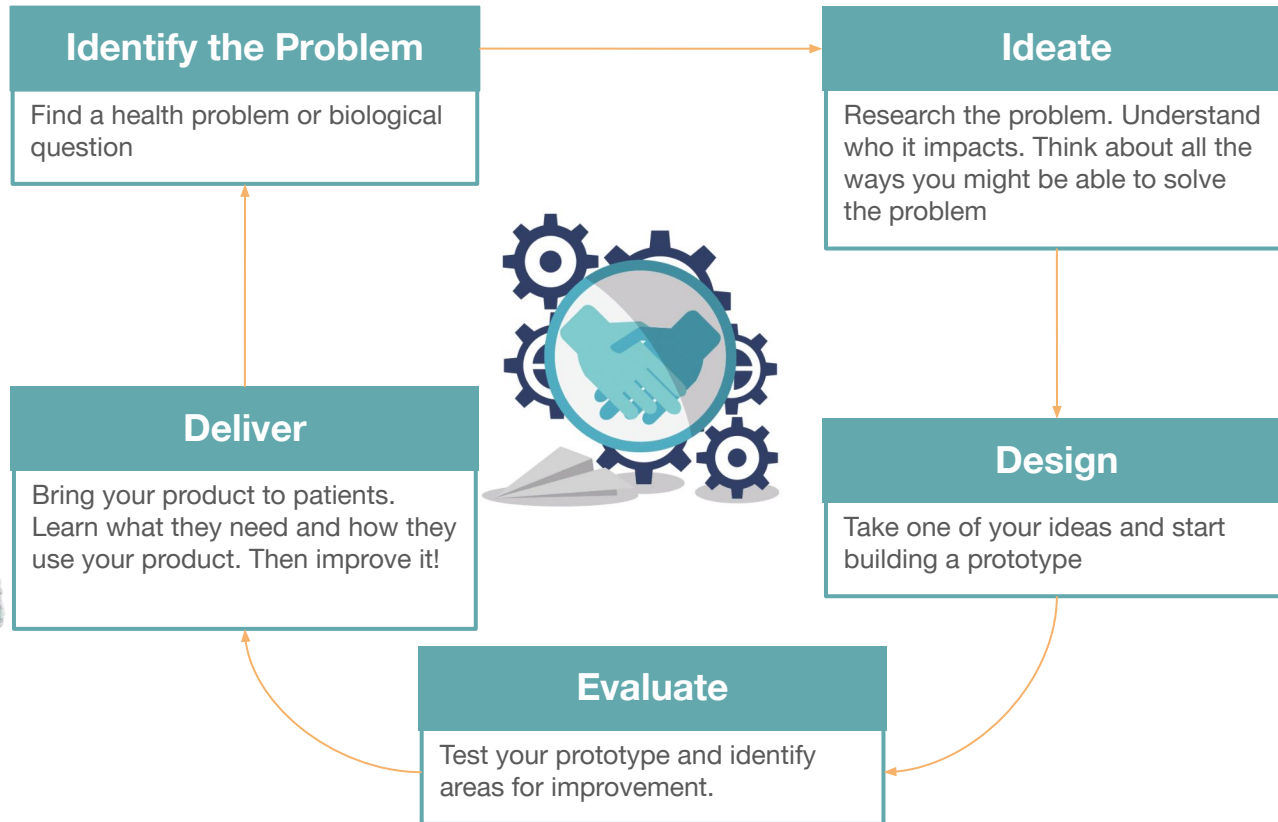 Identify the Problem
Find a health problem or biological
question
Ideate
Research the problem. Understand
who it impacts. Think about all the
ways you might be able to solve
the problem
Design
Take one of your ideas and start
building a prototype
Evaluate
Test your prototype and identify
areas for improvement.
Deliver
Bring your product to patients.
Learn what they need and how they
use your product. Then improve it!